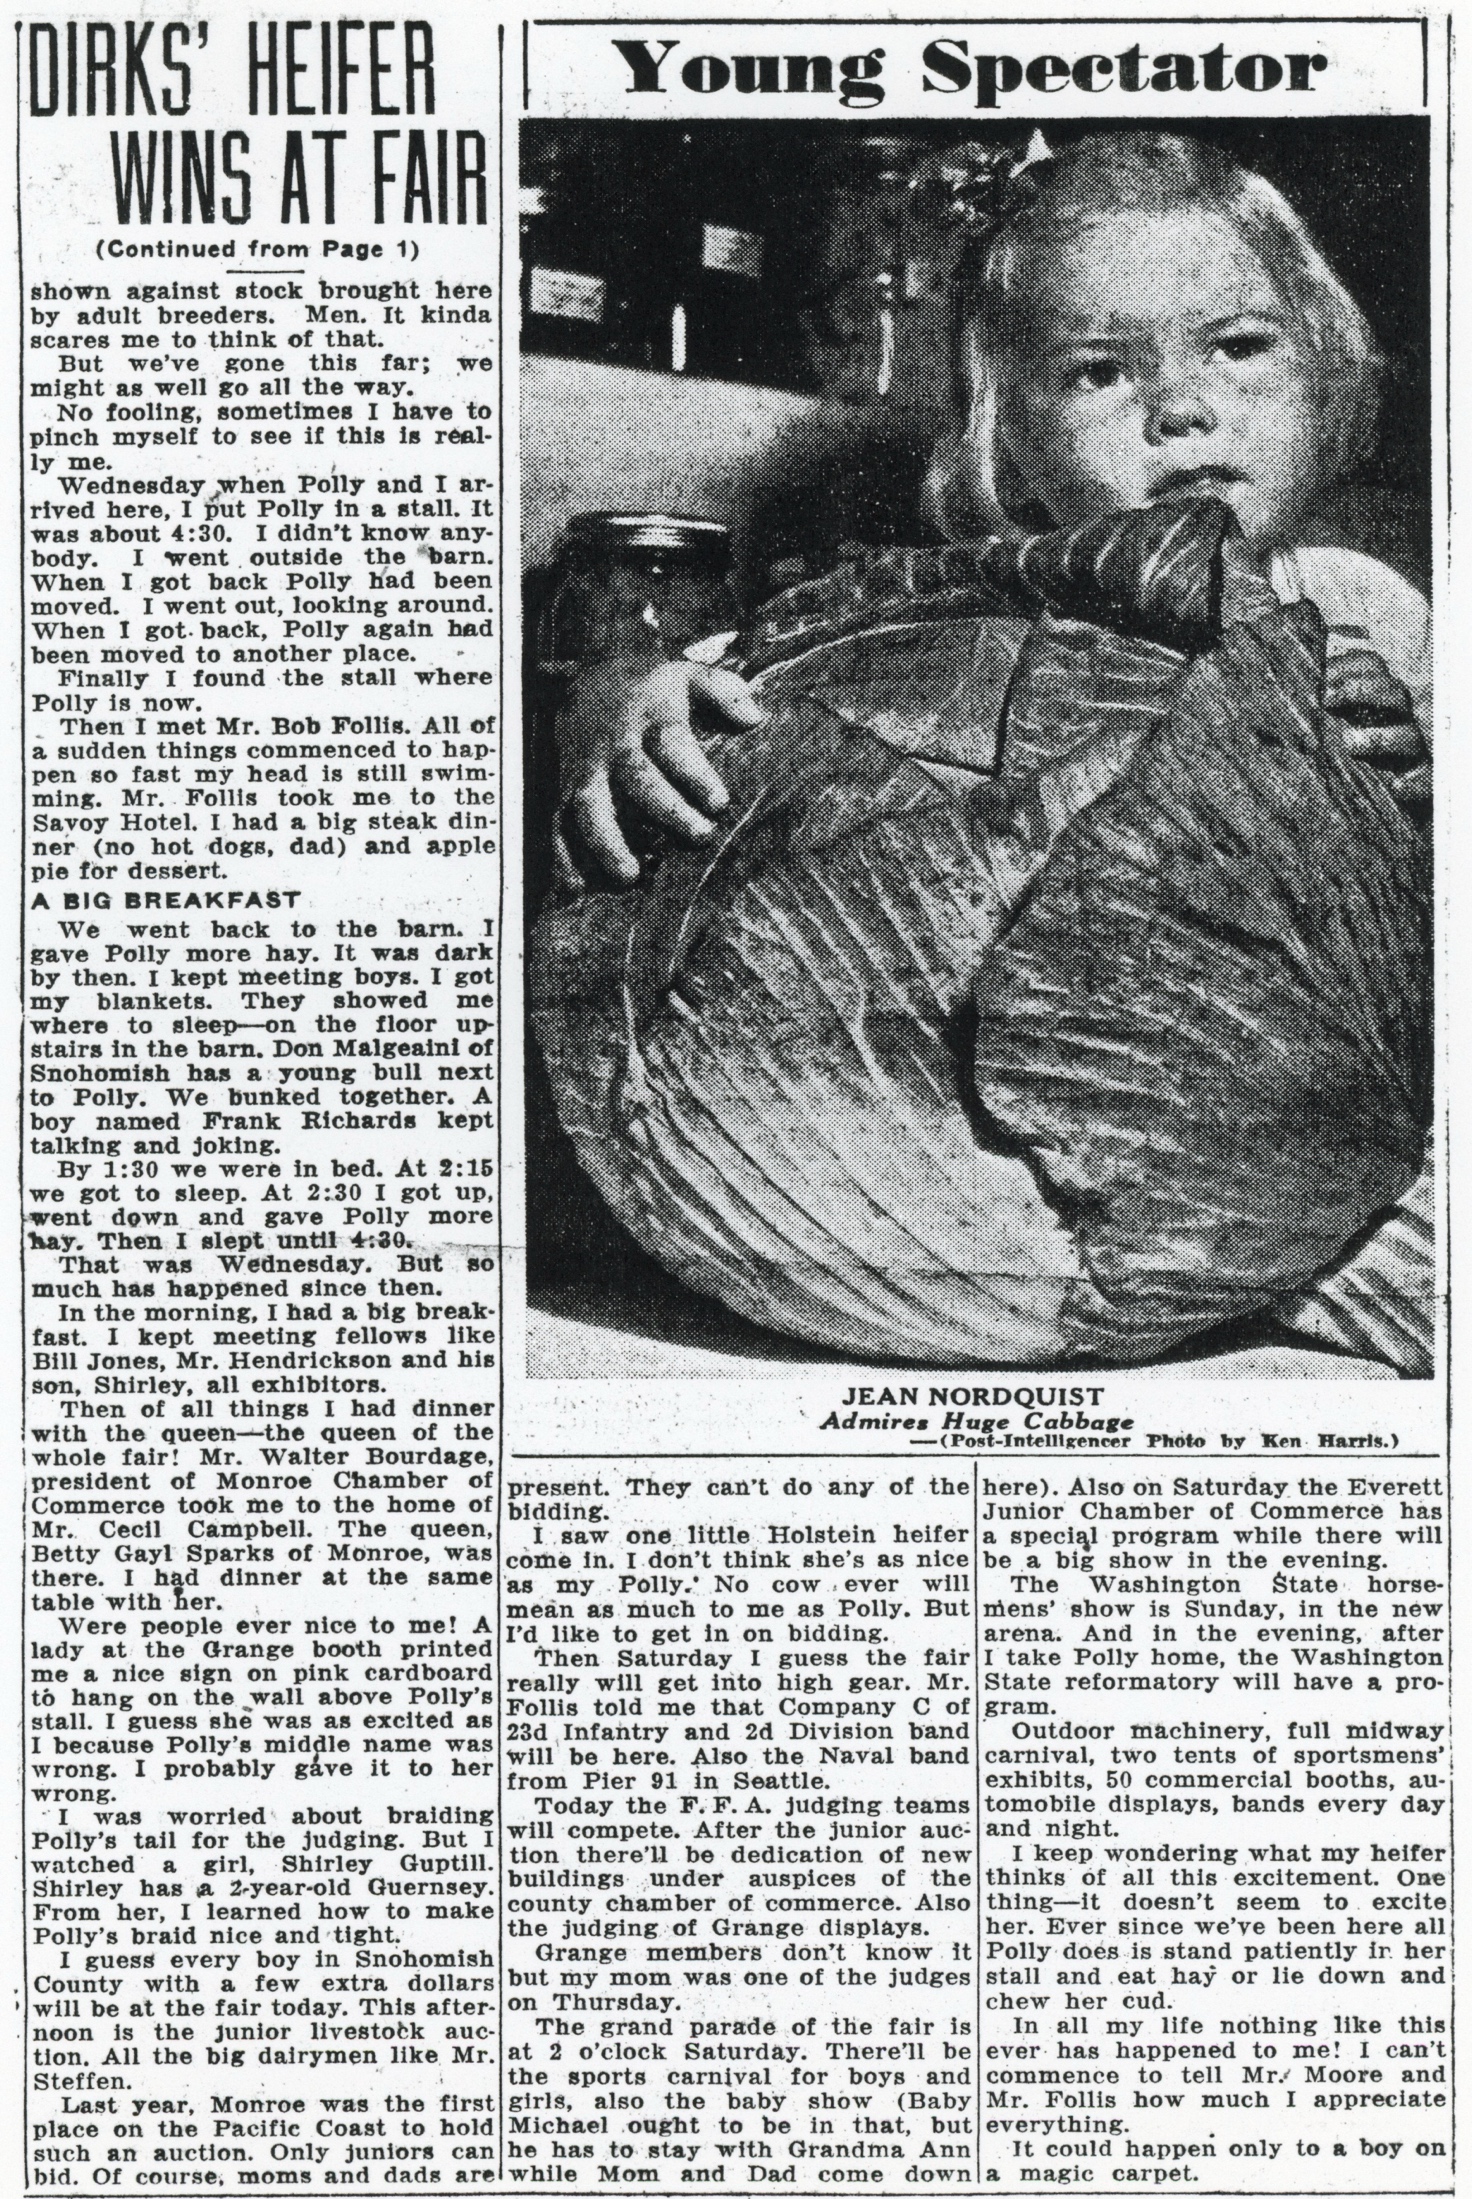 'DIRKS' HEIFER
WINS AT FAIR
(Continued from Page 1)
shown against stock brought here
by adult breeders. Men. It kinda
scares me to think of that.
But we've gone this far; we
might as well go all the way.
No fooling, sometimes I have to
pinch myself to see if this is real-
ly me.
Wednesday when Polly and I ar-
rived here, I put Polly in a stall. It
was about 4:30. I didn't know any-
body. I went outside the barn.
When I got back Polly had been
moved. I went out, looking around.
When I got back, Polly again had
been moved to another place.
Finally I found the stall where
Polly is now.
Then I met Mr. Bob Follis. All of
a sudden things commenced to hap-
pen so fast my head is still swim-
ming. Mr. Follis took me to the
Savoy Hotel. I had a big steak din-
ner (no hot dogs, dad) and apple
pie for dessert.
A BIG BREAKFAST
We went back to the barn. I
gave Polly more hay. It was dark
by then. I kept meeting boys. I got
my blankets. They showed me
where to sleep—on the floor up-
stairs in the barn. Don Malgeaini of
Snohomish has a young bull next
to Polly. We bunked together. A
boy named Frank Richards kept
talking and joking.
By 1:30 we were in bed. At 2:15
we got to sleep. At 2:30 I got up,
went down and gave Polly more
hay. Then I slept until 4:30.
That was Wednesday. But so
much has happened since then.
In the morning, I had a big break-
fast. I kept meeting fellows like
Bill Jones, Mr. Hendrickson and his
son, Shirley, all exhibitors.
Then of all things I had dinner
with the queen—the queen of the
whole fair! Mr. Walter Bourdage,
president of Monroe Chamber of
Commerce took me to the home of
Mr. Cecil Campbell. The queen,
Betty Gayl Sparks of Monroe, was
there. I had dinner at the same
table with her.
Were people ever nice to me! A
lady at the Grange booth printed
me a nice sign on pink cardboard
to hang on the wall above Polly's
stall. I guess she was as excited as
I because Polly's middle name was
wrong. I probably gave it to her
wrong.
I was worried about braiding
Polly's tail for the judging. But I
watched a girl, Shirley Guptill.
Shirley has a 2-year-old Guernsey.
From her, I learned how to make
Polly's braid nice and tight.
I guess every boy in Snohomish
County with a few extra dollars
will be at the fair today. This after-
noon is the junior livestock auc-
tion. All the big dairymen like Mr.
Steffen.
Last year, Monroe was the first
place on the Pacific Coast to hold
such an auction. Only juniors can
bid. Of course, moms and dads are
Young Spectator
JEAN NORDQUIST
Admires Huge Cabbage
—(Post-Intelligencer Photo by Ken Harris.)
present. They can't do any of the
bidding.
I saw one little Holstein heifer
come in. I don't think she's as nice
as my Polly. No cow ever will
mean as much to me as Polly. But
I'd like to get in on bidding.
Then Saturday I guess the fair
really will get into high gear. Mr.
Follis told me that Company C of
23d Infantry and 2d Division band
will be here. Also the Naval band
from Pier 91 in Seattle.
Today the F. F. A. judging teams
will compete. After the junior auc-
tion there'll be dedication of new
buildings under auspices of the
county chamber of commerce. Also
the judging of Grange displays.
Grange members don't know it
but my mom was one of the judges
on Thursday.
The grand parade of the fair is
at 2 o'clock Saturday. There'll be
the sports carnival for boys and
girls, also the baby show (Baby
Michael ought to be in that, but
he has to stay with Grandma Ann
while Mom and Dad come down
here). Also on Saturday the Everett
Junior Chamber of Commerce has
a special program while there will
be a big show in the evening.
The Washington State horse-
mens' show is Sunday, in the new
arena. And in the evening, after
I take Polly home, the Washington
State reformatory will have a pro-
gram.
Outdoor machinery, full midway
carnival, two tents of sportsmens'
exhibits, 50 commercial booths, au-
tomobile displays, bands every day
and night.
I keep wondering what my heifer
thinks of all this excitement. One
thing—it doesn't seem to excite
her. Ever since we've been here all
Polly does is stand patiently in her
stall and eat hay or lie down and
chew her cud.
In all my life nothing like this
ever has happened to me! I can't
commence to tell Mr. Moore and
Mr. Follis how much I appreciate
everything.
It could happen only to a boy on
a magic carpet.